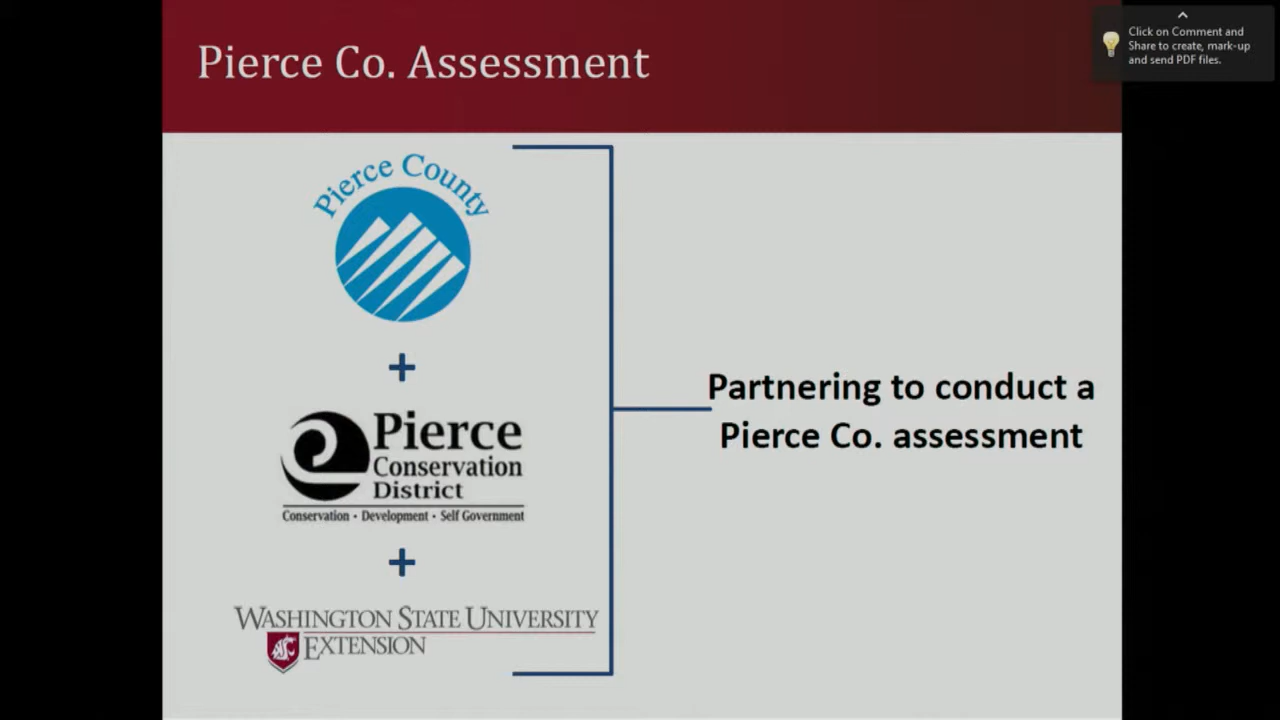 Pierce Co. Assessment
Click on Comment and
Share to create, mark-up
and send PDF files.
Pierce County
+
Pierce
Conservation
District
Conservation • Development • Self Government
+
WASHINGTON STATE UNIVERSITY
EXTENSION
Partnering to conduct a
Pierce Co. assessment